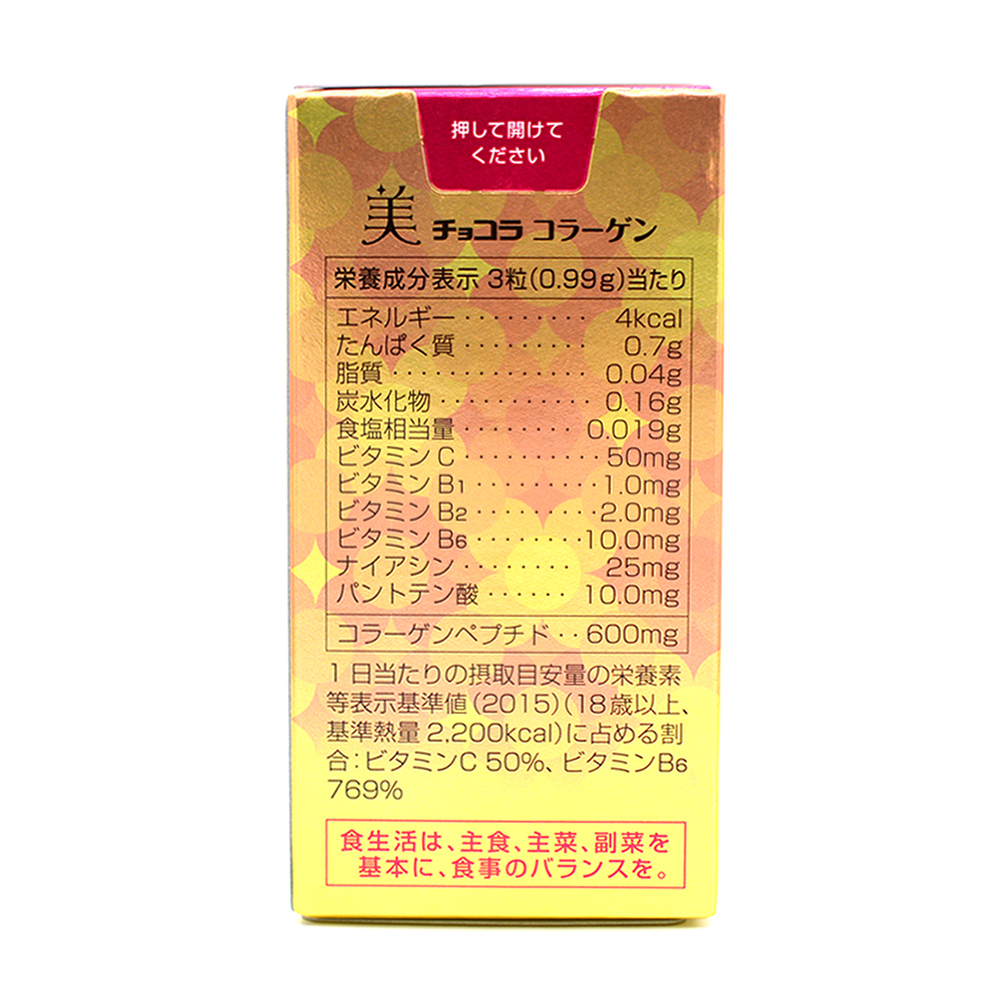 押して開けて
ください
美 チョコラ コラーゲン
栄養成分表示 3粒(0.99g)当たり
エネルギー・・・・・・・・・・ 4kcal
たんぱく質・・・・・・・・・ 0.7g
脂質・・・・・・・・・・・・・・ 0.04g
炭水化物・・・・・・・・・・・ 0.16g
食塩相当量・・・・・・・・ 0.019g
ビタミンC・・・・・・・・・・50mg
ビタミンB1・・・・・・・・・1.0mg
ビタミンB2・・・・・・・・・2.0mg
ビタミンB6・・・・・・・・10.0mg
ナイアシン・・・・・・・・ 25mg
パントテン酸・・・・・・ 10.0mg
コラーゲンペプチド・・600mg
1日当たりの摂取目安量の栄養素
等表示基準値(2015)(18歳以上、
基準熱量2,200kcal)に占める割
合:ビタミンC 50%、ビタミンB6
769%
食生活は、主食、主菜、副菜を
基本に、食事のバランスを。